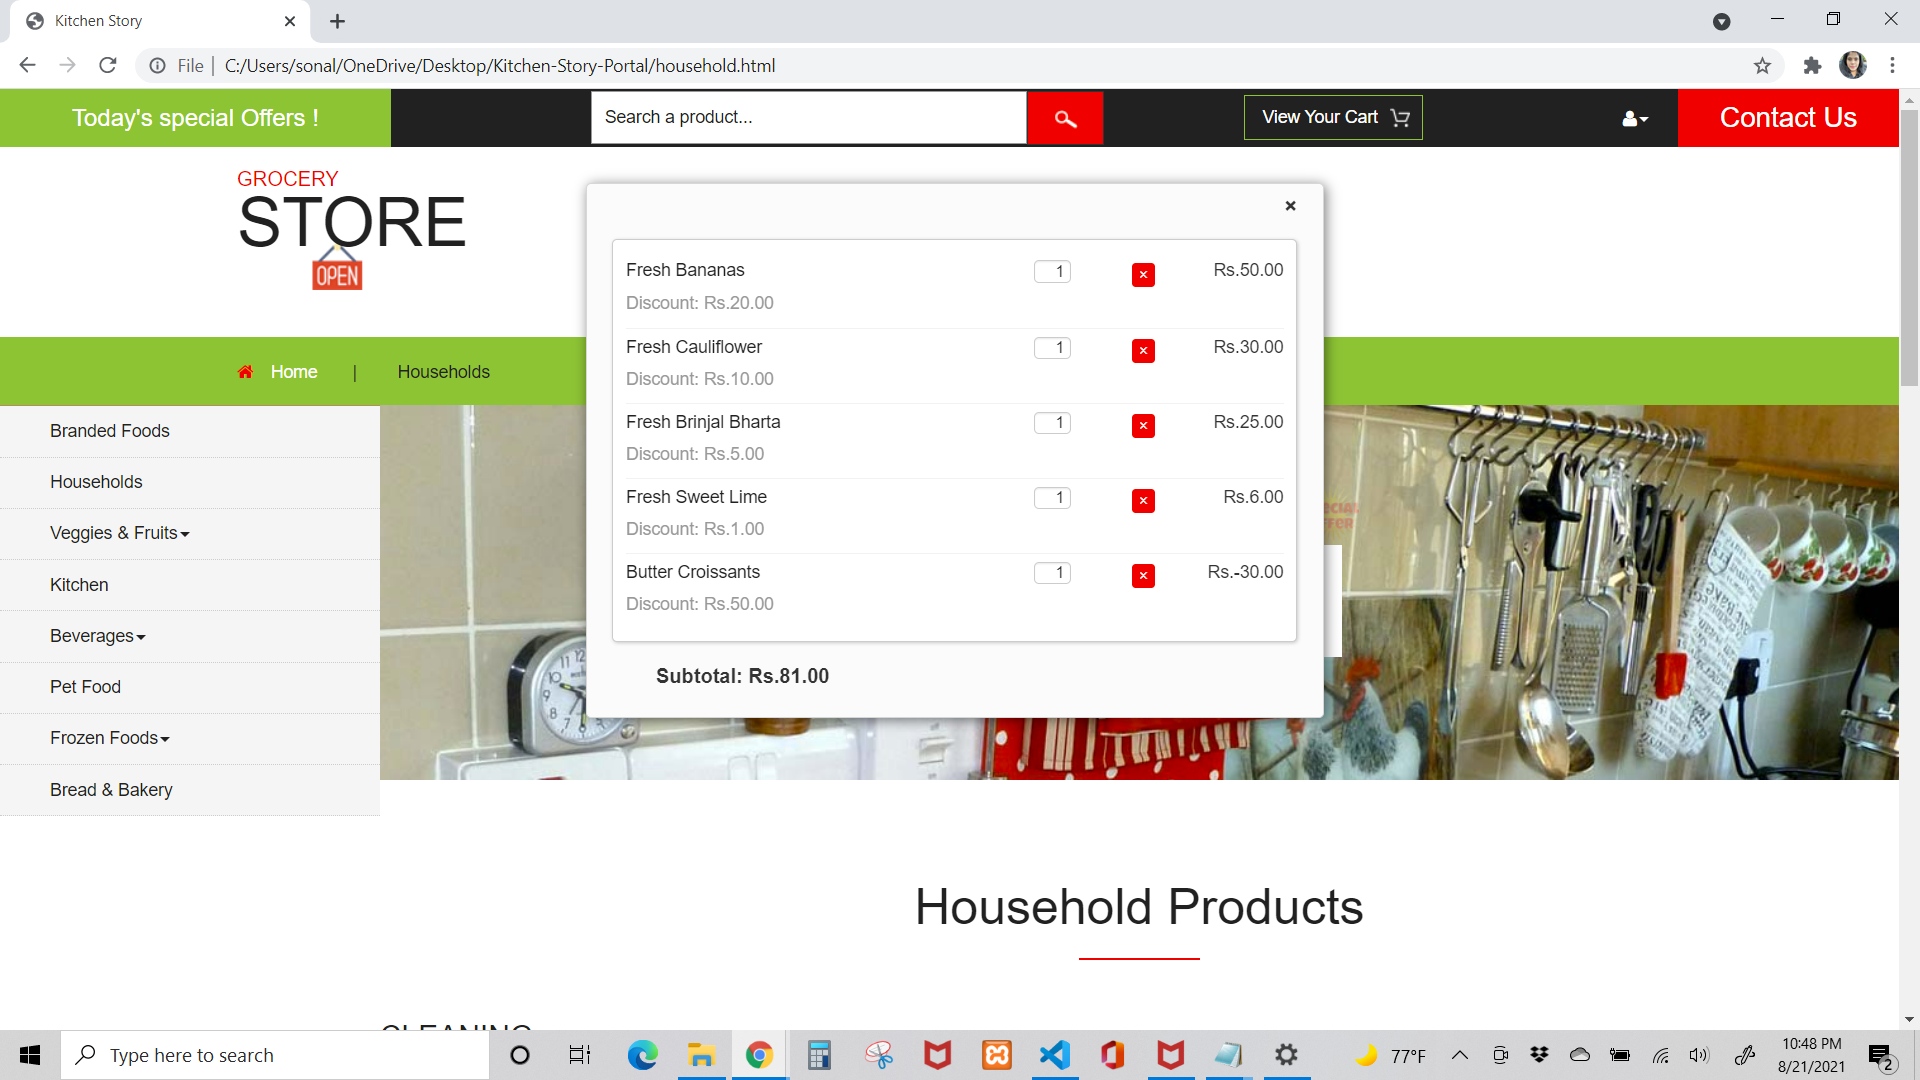 Kitchen Story
File | C:/Users/sonal/OneDrive/Desktop/Kitchen-Story-Portal/household.html
Today's special Offers !
Search a product...
View Your Cart
Contact Us
GROCERY
STORE
OPEN
Home | Households
Branded Foods
Households
Veggies & Fruits
Kitchen
Beverages
Pet Food
Frozen Foods
Bread & Bakery
×
Fresh Bananas 1 × Rs.50.00
Discount: Rs.20.00
Fresh Cauliflower 1 × Rs.30.00
Discount: Rs.10.00
Fresh Brinjal Bharta 1 × Rs.25.00
Discount: Rs.5.00
Fresh Sweet Lime 1 × Rs.6.00
Discount: Rs.1.00
Butter Croissants 1 × Rs.-30.00
Discount: Rs.50.00
Subtotal: Rs.81.00
Household Products
CLEANING
Type here to search
77°F
10:48 PM
8/21/2021
2